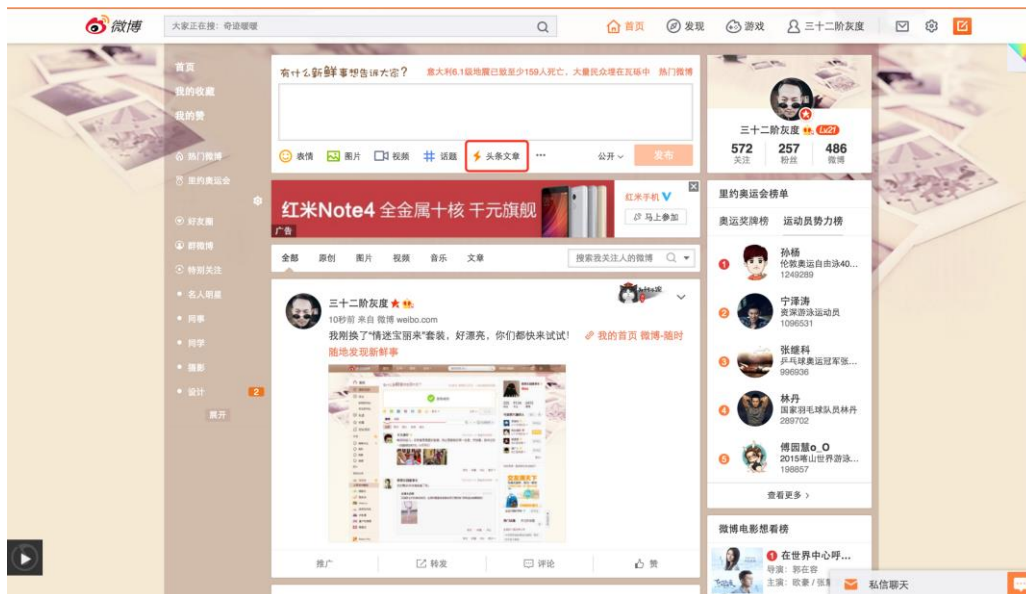 微博
大家正在搜：奇迹暖暖
首页
发现
游戏
三十二阶灰度
首页
我的收藏
我的赞
热门微博
里约奥运会
好友圈
群微博
特别关注
名人明星
同事
同学
摄影
设计
2
展开
有什么新鲜事想告诉大家?
意大利6.1级地震已致至少159人死亡、大量民众埋在瓦砾中 热门微博
表情
图片
视频
话题
头条文章
公开
发布
红米Note4 全金属十核 千元旗舰
广告
红米手机
马上参加
全部 原创 图片 视频 音乐 文章
搜索我关注人的微博
三十二阶灰度
10秒前 来自 微博 weibo.com
我刚换了"情迷宝丽来"套装，好漂亮，你们都快来试试！ 我的首页 微博-随时
随地发现新鲜事
推广
转发
评论
赞
三十二阶灰度 Lv21
572 257 486
关注 粉丝 微博
里约奥运会榜单
奥运奖牌榜 运动员势力榜
1
孙杨
伦敦奥运自由泳40...
1249289
2
宁泽涛
资深游泳运动员
1096531
3
张继科
乒乓球奥运冠军张...
996936
4
林丹
国家羽毛球队员林丹
289702
5
傅园慧o_O
2015喀山世界游泳...
198857
查看更多
微博电影想看榜
1 在世界中心呼...
导演：郭在容
主演：欧豪 / 张
私信聊天